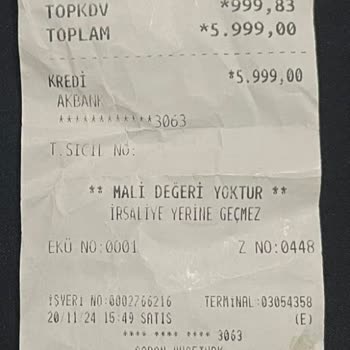 TOPKDV *999,83
TOPLAM *5.999,00
KREDİ *5.999,00
AKBANK
************3063
T.SICIL NO:
** MALİ DEĞERİ YOKTUR **
İRSALİYE YERİNE GEÇMEZ
EKÜ NO:0001 Z NO:0448
İŞYERİ NO:0002766216 TERMİNAL:03054358
20/11/24 15:49 SATIŞ (E)
**** **** **** 3063